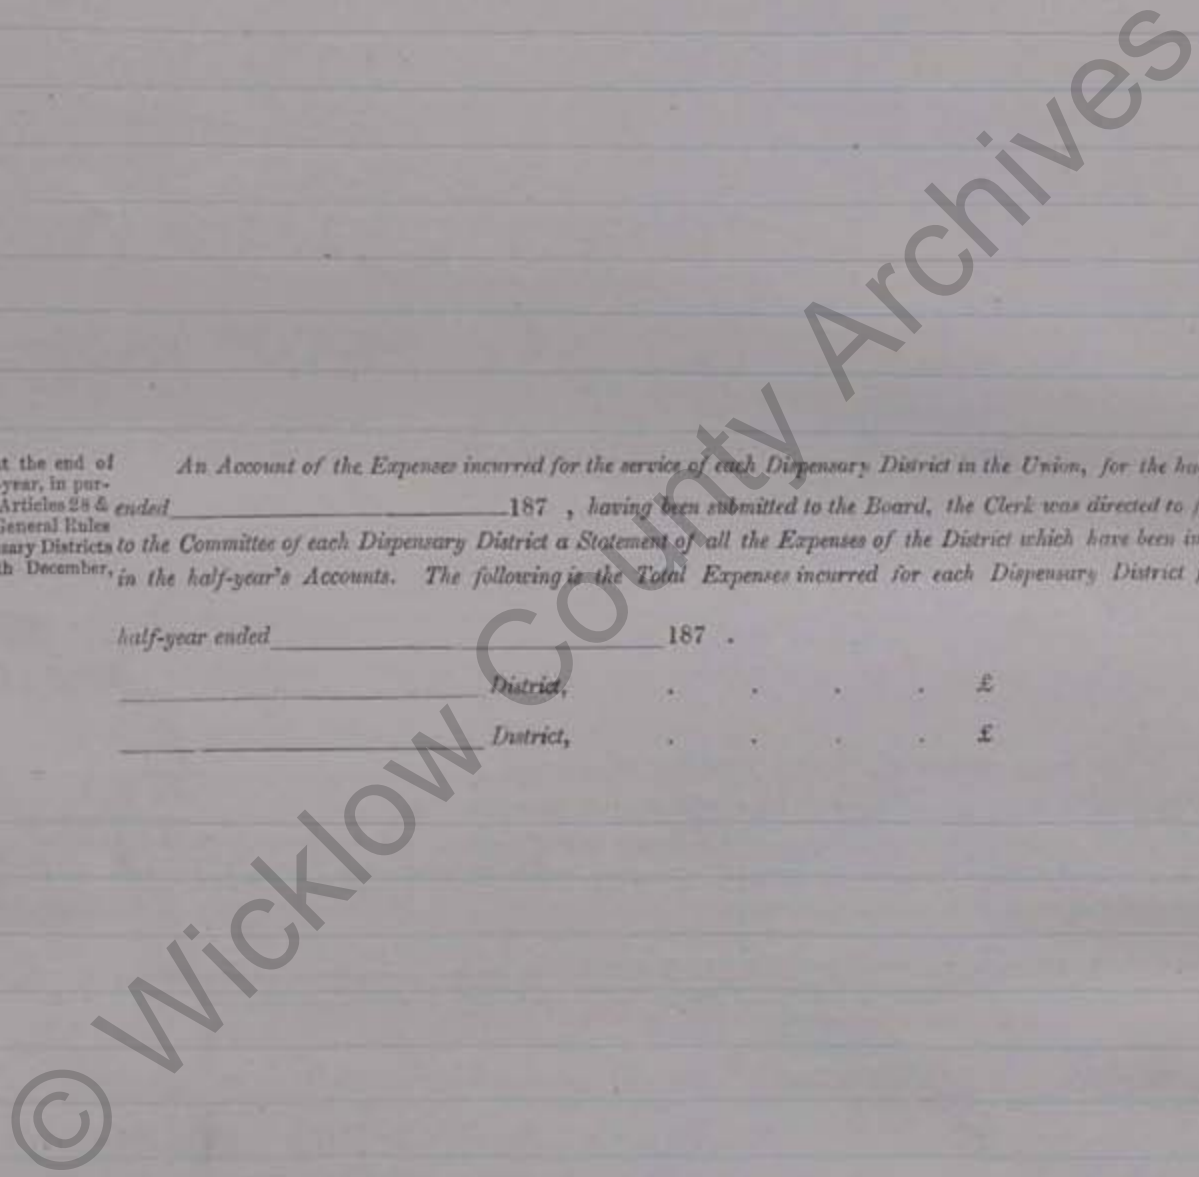 t the end of
year, in pur-
Articles 28 &
General Rules
sary Districts
th December,
An Account of the Expenses incurred for the service of each Dispensary District in the Union, for the ha
ended 187 , having been submitted to the Board, the Clerk was directed to
to the Committee of each Dispensary District a Statement of all the Expenses of the District which have been in
in the half-year's Accounts. The following is the Total Expenses incurred for each Dispensary District
half-year ended 187 .
District, . . . . £
District, . . . . £
© Wicklow County Archives